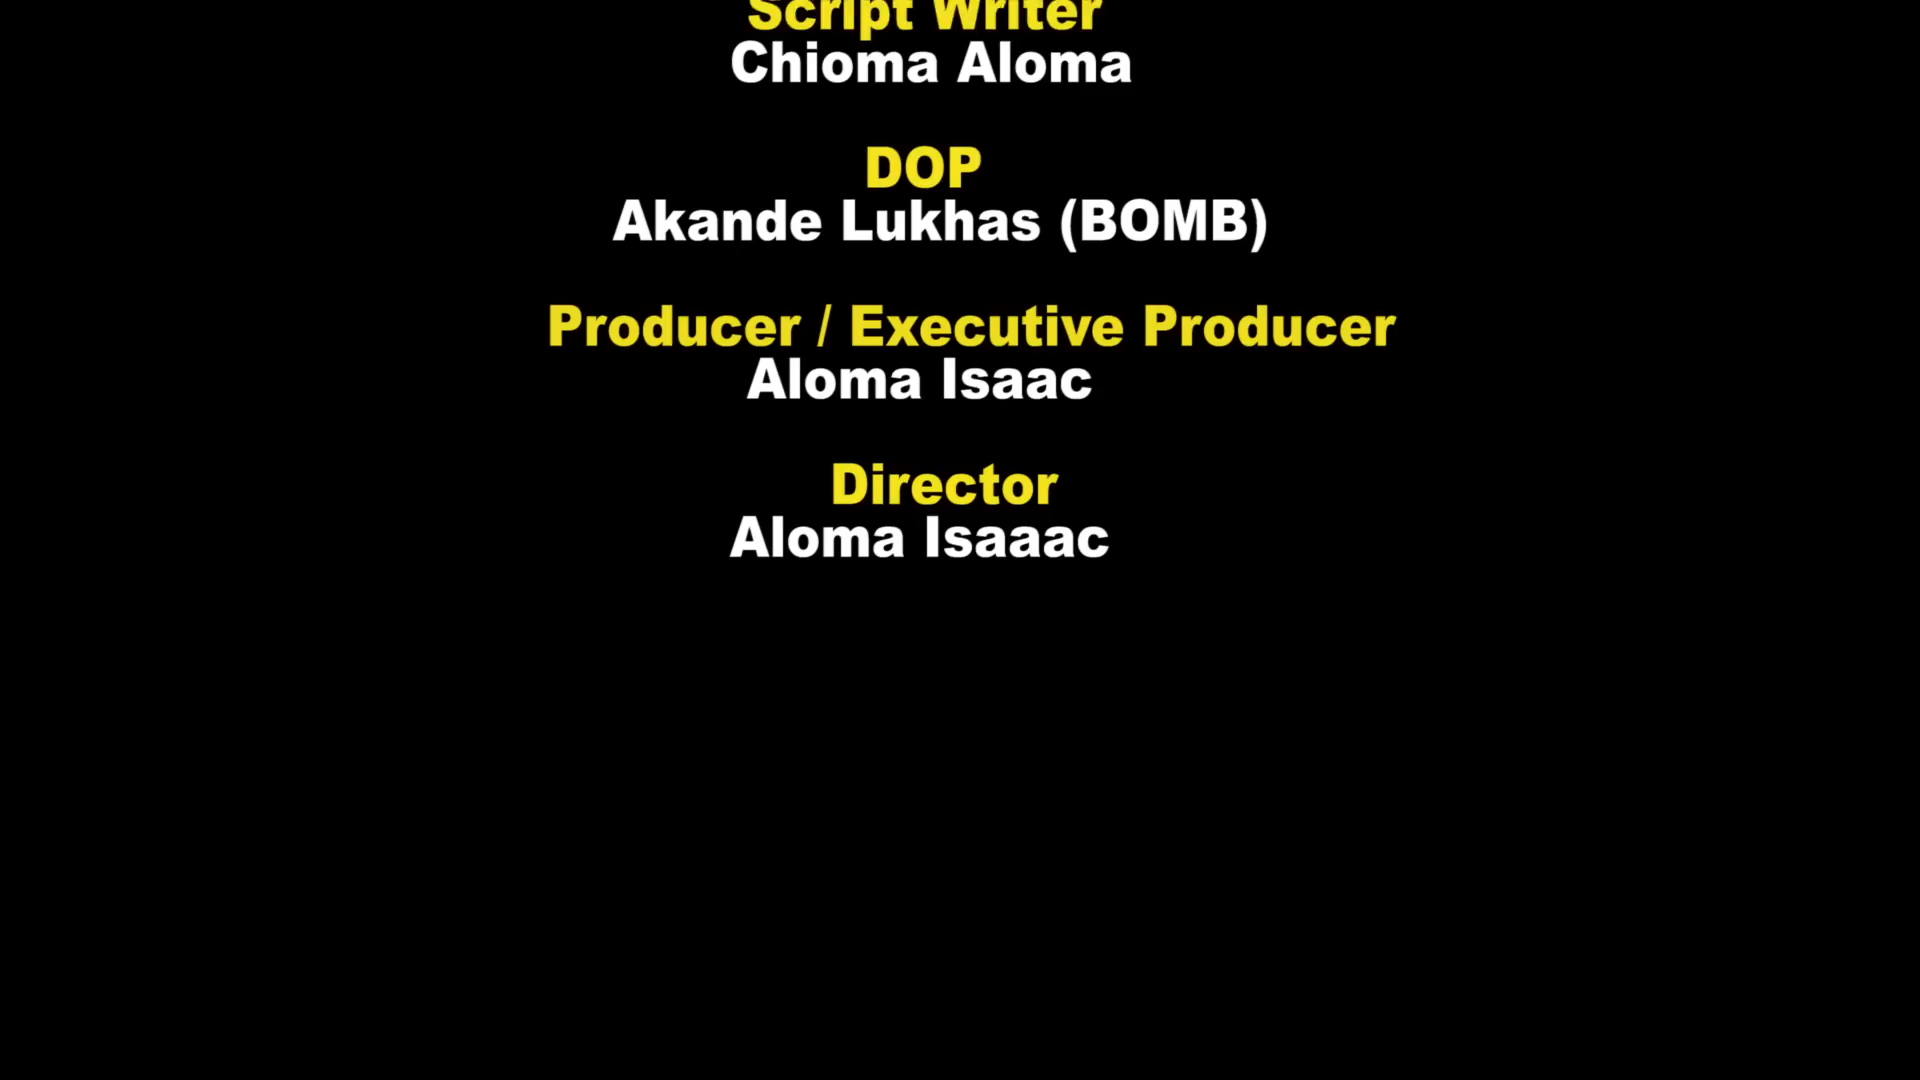 Script Writer
Chioma Aloma
DOP
Akande Lukhas (BOMB)
Producer / Executive Producer
Aloma Isaac
Director
Aloma Isaaac